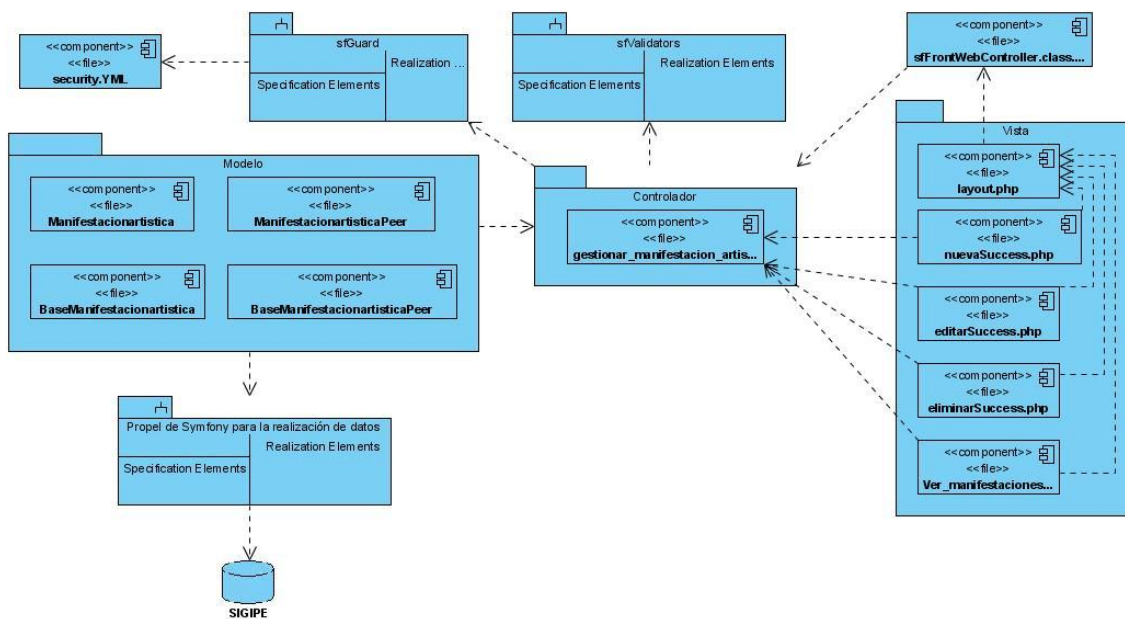 <<component>>
<<file>>
security.YML
sfGuard
Realization ...
Specification Elements
sfValidators
Realization Elements
Specification Elements
<<component>>
<<file>>
sfFrontWebController.class....
Modelo
<<component>>
<<file>>
Manifestacionartistica
<<component>>
<<file>>
ManifestacionartisticaPeer
<<component>>
<<file>>
BaseManifestacionartistica
<<component>>
<<file>>
BaseManifestacionartisticaPeer
Controlador
<<component>>
<<file>>
gestionar_manifestacion_artis...
Vista
<<component>>
<<file>>
layout.php
<<component>>
<<file>>
nuevaSuccess.php
<<component>>
<<file>>
editarSuccess.php
<<component>>
<<file>>
eliminarSuccess.php
<<component>>
<<file>>
Ver_manifestaciones...
Propel de Symfony para la realización de datos
Realization Elements
Specification Elements
SIGIPE